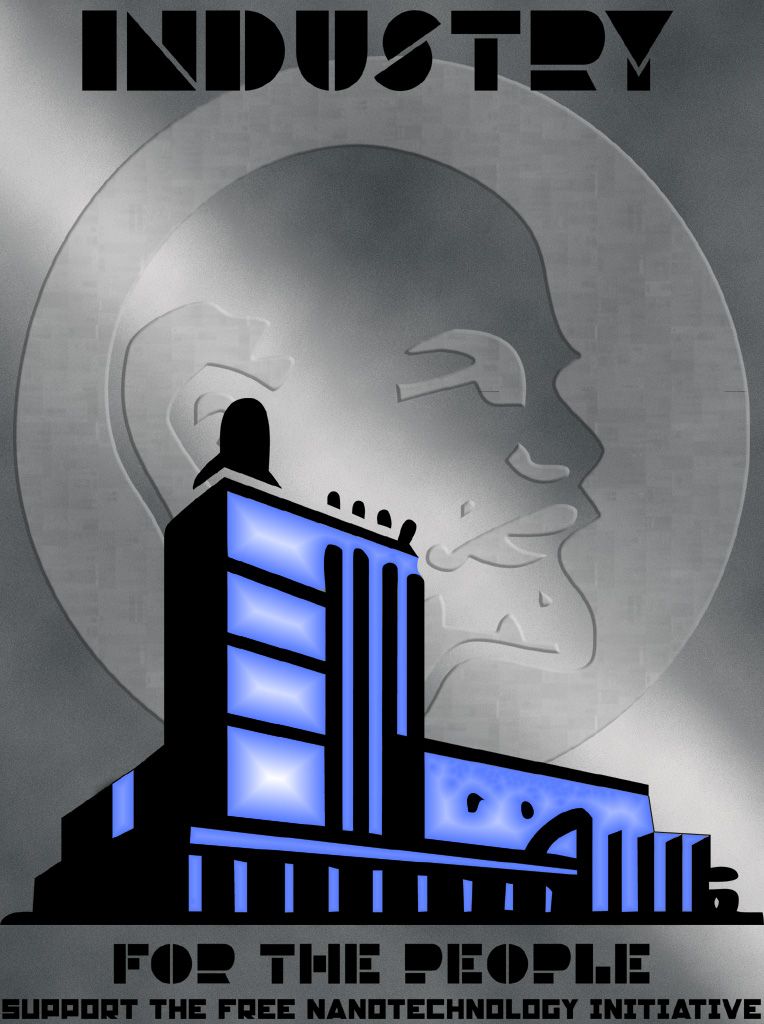 INDUSTRY
FOR THE PEOPLE
SUPPORT THE FREE NANOTECHNOLOGY INITIATIVE